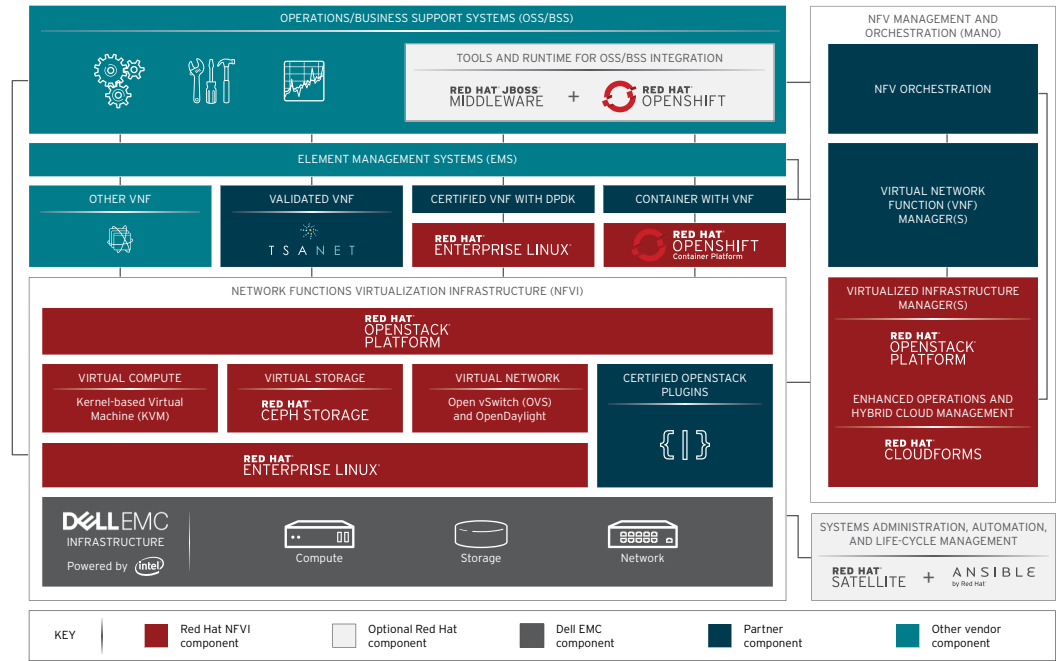 OPERATIONS/BUSINESS SUPPORT SYSTEMS (OSS/BSS)
TOOLS AND RUNTIME FOR OSS/BSS INTEGRATION
RED HAT JBOSS
MIDDLEWARE
+
RED HAT
OPENSHIFT
ELEMENT MANAGEMENT SYSTEMS (EMS)
OTHER VNF
VALIDATED VNF
TSANET
CERTIFIED VNF WITH DPDK
RED HAT
ENTERPRISE LINUX
CONTAINER WITH VNF
RED HAT
OPENSHIFT
Container Platform
NETWORK FUNCTIONS VIRTUALIZATION INFRASTRUCTURE (NFVI)
RED HAT
OPENSTACK
PLATFORM
VIRTUAL COMPUTE
Kernel-based Virtual
Machine (KVM)
VIRTUAL STORAGE
RED HAT
CEPH STORAGE
VIRTUAL NETWORK
Open vSwitch (OVS)
and OpenDaylight
CERTIFIED OPENSTACK
PLUGINS
RED HAT
ENTERPRISE LINUX
DELL EMC
INFRASTRUCTURE
Powered by intel
Compute
Storage
Network
NFV MANAGEMENT AND
ORCHESTRATION (MANO)
NFV ORCHESTRATION
VIRTUAL NETWORK
FUNCTION (VNF)
MANAGER(S)
VIRTUALIZED INFRASTRUCTURE
MANAGER(S)
RED HAT
OPENSTACK
PLATFORM
ENHANCED OPERATIONS AND
HYBRID CLOUD MANAGEMENT
RED HAT
CLOUDFORMS
SYSTEMS ADMINISTRATION, AUTOMATION,
AND LIFE-CYCLE MANAGEMENT
RED HAT
SATELLITE
+
ANSIBLE
by Red Hat
KEY
Red Hat NFVI
component
Optional Red Hat
component
Dell EMC
component
Partner
component
Other vendor
component